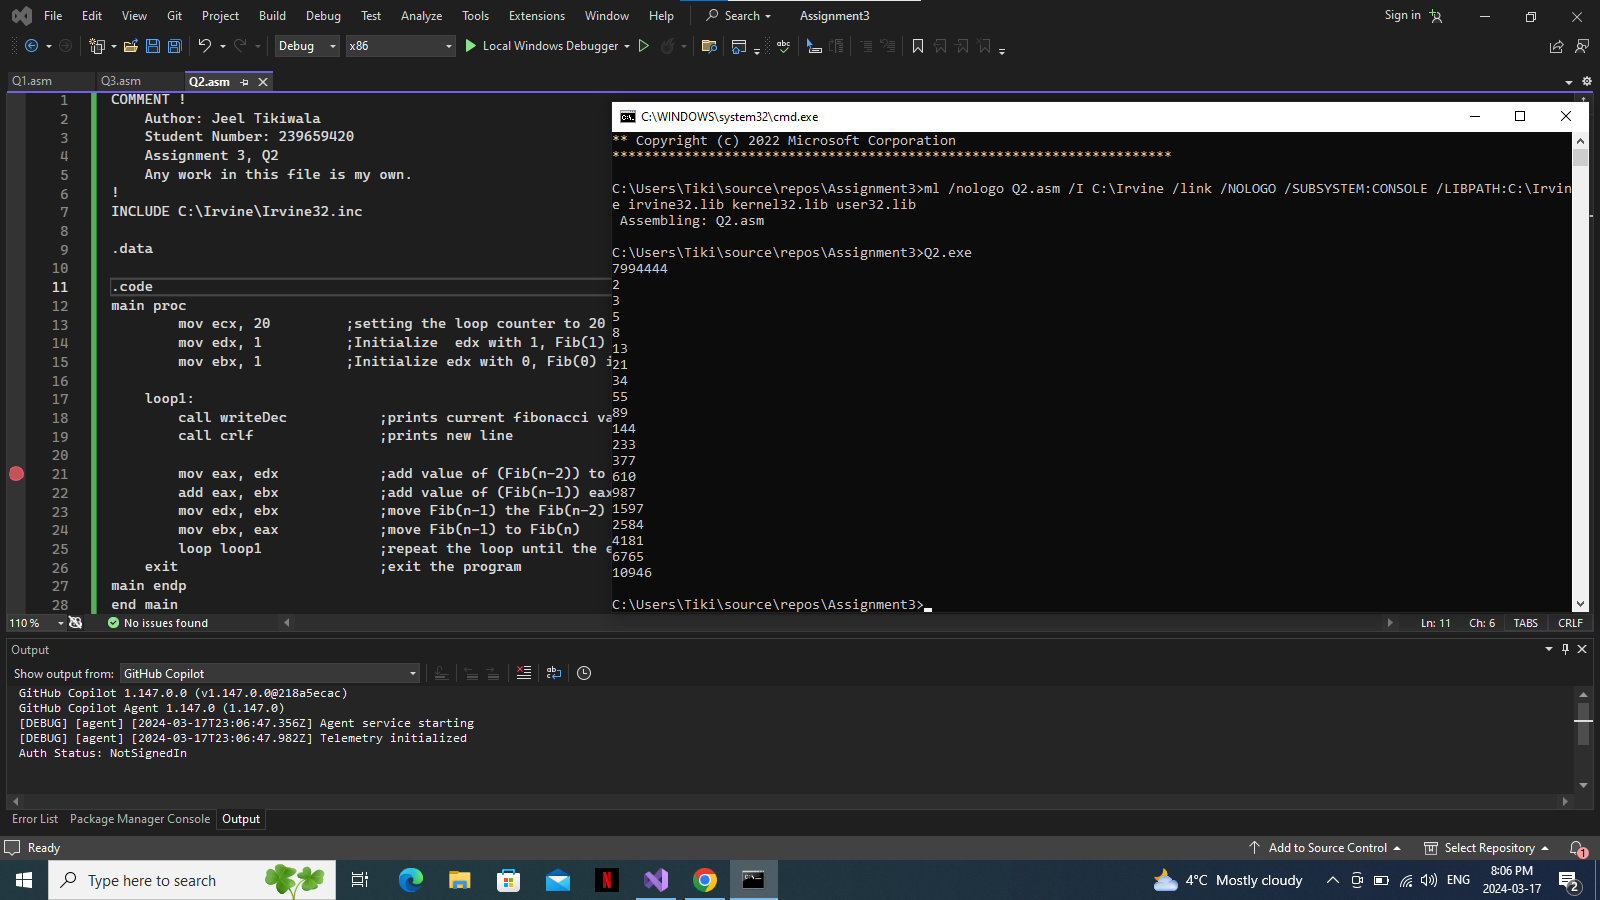 File Edit View Git Project Build Debug Test Analyze Tools Extensions Window Help Search Assignment3 Sign in
Debug x86 Local Windows Debugger
Q1.asm Q3.asm Q2.asm
1 COMMENT !
2 Author: Jeel Tikiwala
3 Student Number: 239659420
4 Assignment 3, Q2
5 Any work in this file is my own.
6 !
7 INCLUDE C:\Irvine\Irvine32.inc
8
9 .data
10
11 .code
12 main proc
13 mov ecx, 20 ;setting the loop counter to 20
14 mov edx, 1 ;Initialize  edx with 1, Fib(1)
15 mov ebx, 1 ;Initialize edx with 0, Fib(0) i
16
17 loop1:
18 call writeDec ;prints current fibonacci va
19 call crlf ;prints new line
20
21 mov eax, edx ;add value of (Fib(n-2)) to
22 add eax, ebx ;add value of (Fib(n-1)) eax
23 mov edx, ebx ;move Fib(n-1) the Fib(n-2)
24 mov ebx, eax ;move Fib(n-1) to Fib(n)
25 loop loop1 ;repeat the loop until the e
26 exit ;exit the program
27 main endp
28 end main
C:\WINDOWS\system32\cmd.exe
** Copyright (c) 2022 Microsoft Corporation
**********************************************************************
C:\Users\Tiki\source\repos\Assignment3>ml /nologo Q2.asm /I C:\Irvine /link /NOLOGO /SUBSYSTEM:CONSOLE /LIBPATH:C:\Irvin
e irvine32.lib kernel32.lib user32.lib
Assembling: Q2.asm
C:\Users\Tiki\source\repos\Assignment3>Q2.exe
7994444
2
3
5
8
13
21
34
55
89
144
233
377
610
987
1597
2584
4181
6765
10946
C:\Users\Tiki\source\repos\Assignment3>
110 % No issues found Ln: 11 Ch: 6 TABS CRLF
Output
Show output from: GitHub Copilot
GitHub Copilot 1.147.0.0 (v1.147.0.0@218a5ecac)
GitHub Copilot Agent 1.147.0 (1.147.0)
[DEBUG] [agent] [2024-03-17T23:06:47.356Z] Agent service starting
[DEBUG] [agent] [2024-03-17T23:06:47.982Z] Telemetry initialized
Auth Status: NotSignedIn
Error List Package Manager Console Output
Ready Add to Source Control Select Repository 1
Type here to search 4°C Mostly cloudy ENG 8:06 PM 2
2024-03-17